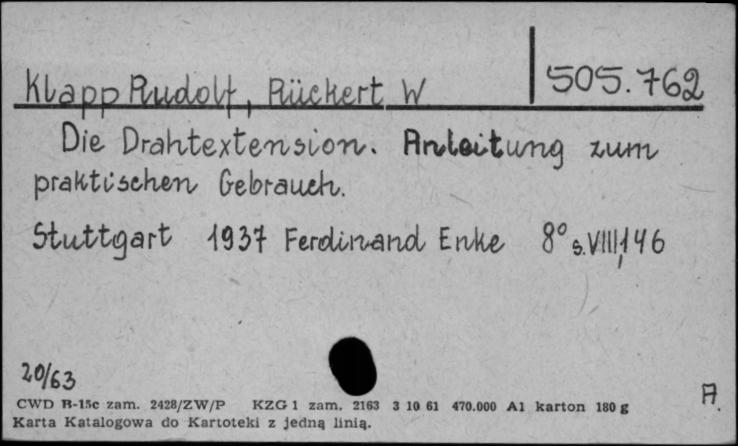 Klapp Rudolf, Rückert W
505.762
Die Drahtextension. Anleitung zum
praktischen Gebrauch.
Stuttgart 1937 Ferdinand Enke 8° s. VIII,146
20/63
A.
CWD B-15c zam. 2428/ZW/P KZG 1 zam. 2163 3 10 61 470.000 A1 karton 180 g
Karta Katalogowa do Kartoteki z jedną linią.